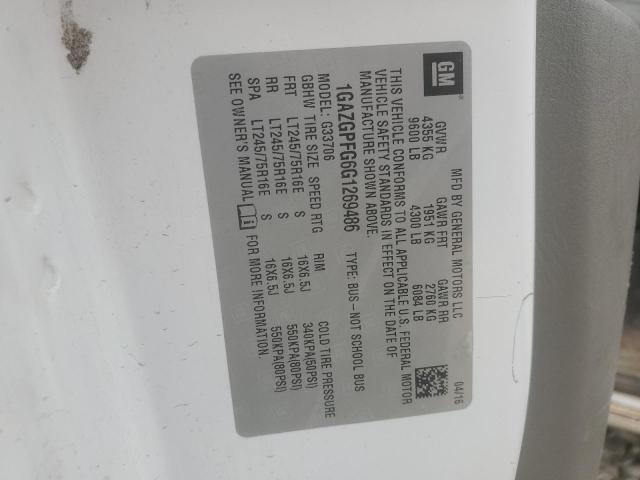 GM
MFD BY GENERAL MOTORS LLC
04/16
GVWR GAWR FRT GAWR RR
4355 KG 1951 KG 2760 KG
9600 LB 4300 LB 6084 LB
THIS VEHICLE CONFORMS TO ALL APPLICABLE U.S. FEDERAL MOTOR
VEHICLE SAFETY STANDARDS IN EFFECT ON THE DATE OF
MANUFACTURE SHOWN ABOVE.
1GAZGPFG6G1269486 TYPE: BUS-NOT SCHOOL BUS
MODEL: G33706
GBHW TIRE SIZE SPEED RTG RIM COLD TIRE PRESSURE
FRT LT245/75R16E S 16X6.5J 340KPA(50PSI)
RR LT245/75R16E S 16X6.5J 550KPA(80PSI)
SPA LT245/75R16E S 16X6.5J 550KPA(80PSI)
SEE OWNER'S MANUAL FOR MORE INFORMATION.